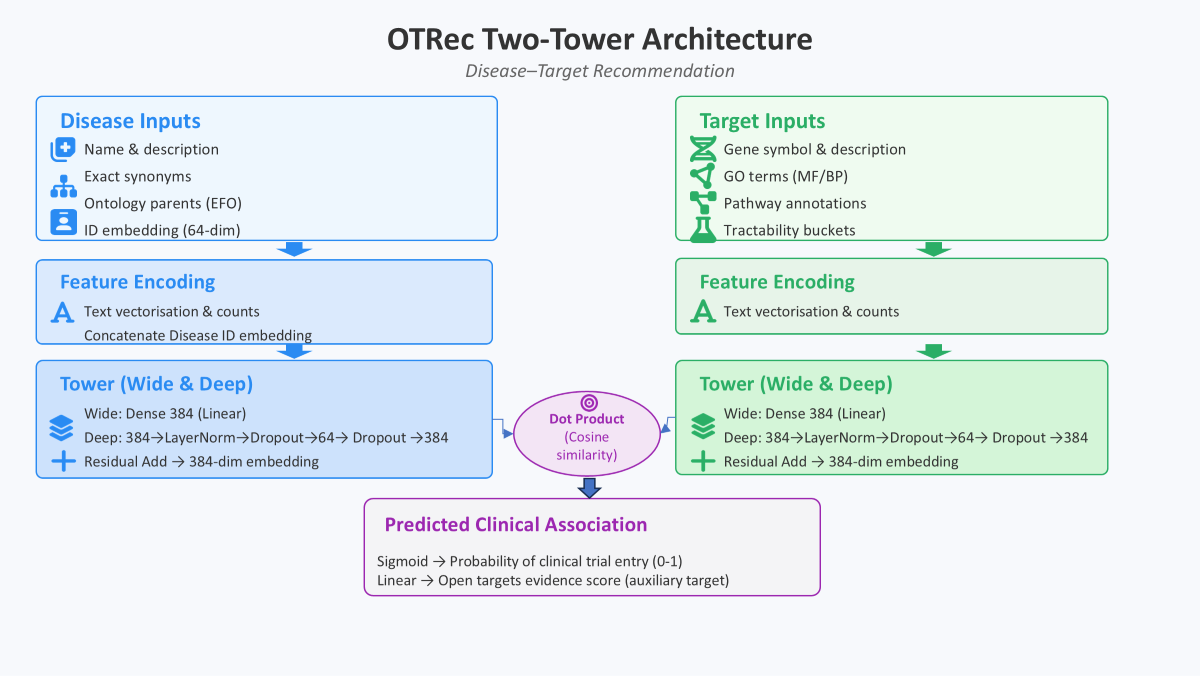 OTRec Two-Tower Architecture
Disease–Target Recommendation
Disease Inputs
Name & description
Exact synonyms
Ontology parents (EFO)
ID embedding (64-dim)
Feature Encoding
Text vectorisation & counts
Concatenate Disease ID embedding
Tower (Wide & Deep)
Wide: Dense 384 (Linear)
Deep: 384→LayerNorm→Dropout→64→ Dropout →384
Residual Add → 384-dim embedding
Target Inputs
Gene symbol & description
GO terms (MF/BP)
Pathway annotations
Tractability buckets
Feature Encoding
Text vectorisation & counts
Tower (Wide & Deep)
Wide: Dense 384 (Linear)
Deep: 384→LayerNorm→Dropout→64→ Dropout →384
Residual Add → 384-dim embedding
Dot Product
(Cosine
similarity)
Predicted Clinical Association
Sigmoid → Probability of clinical trial entry (0-1)
Linear → Open targets evidence score (auxiliary target)